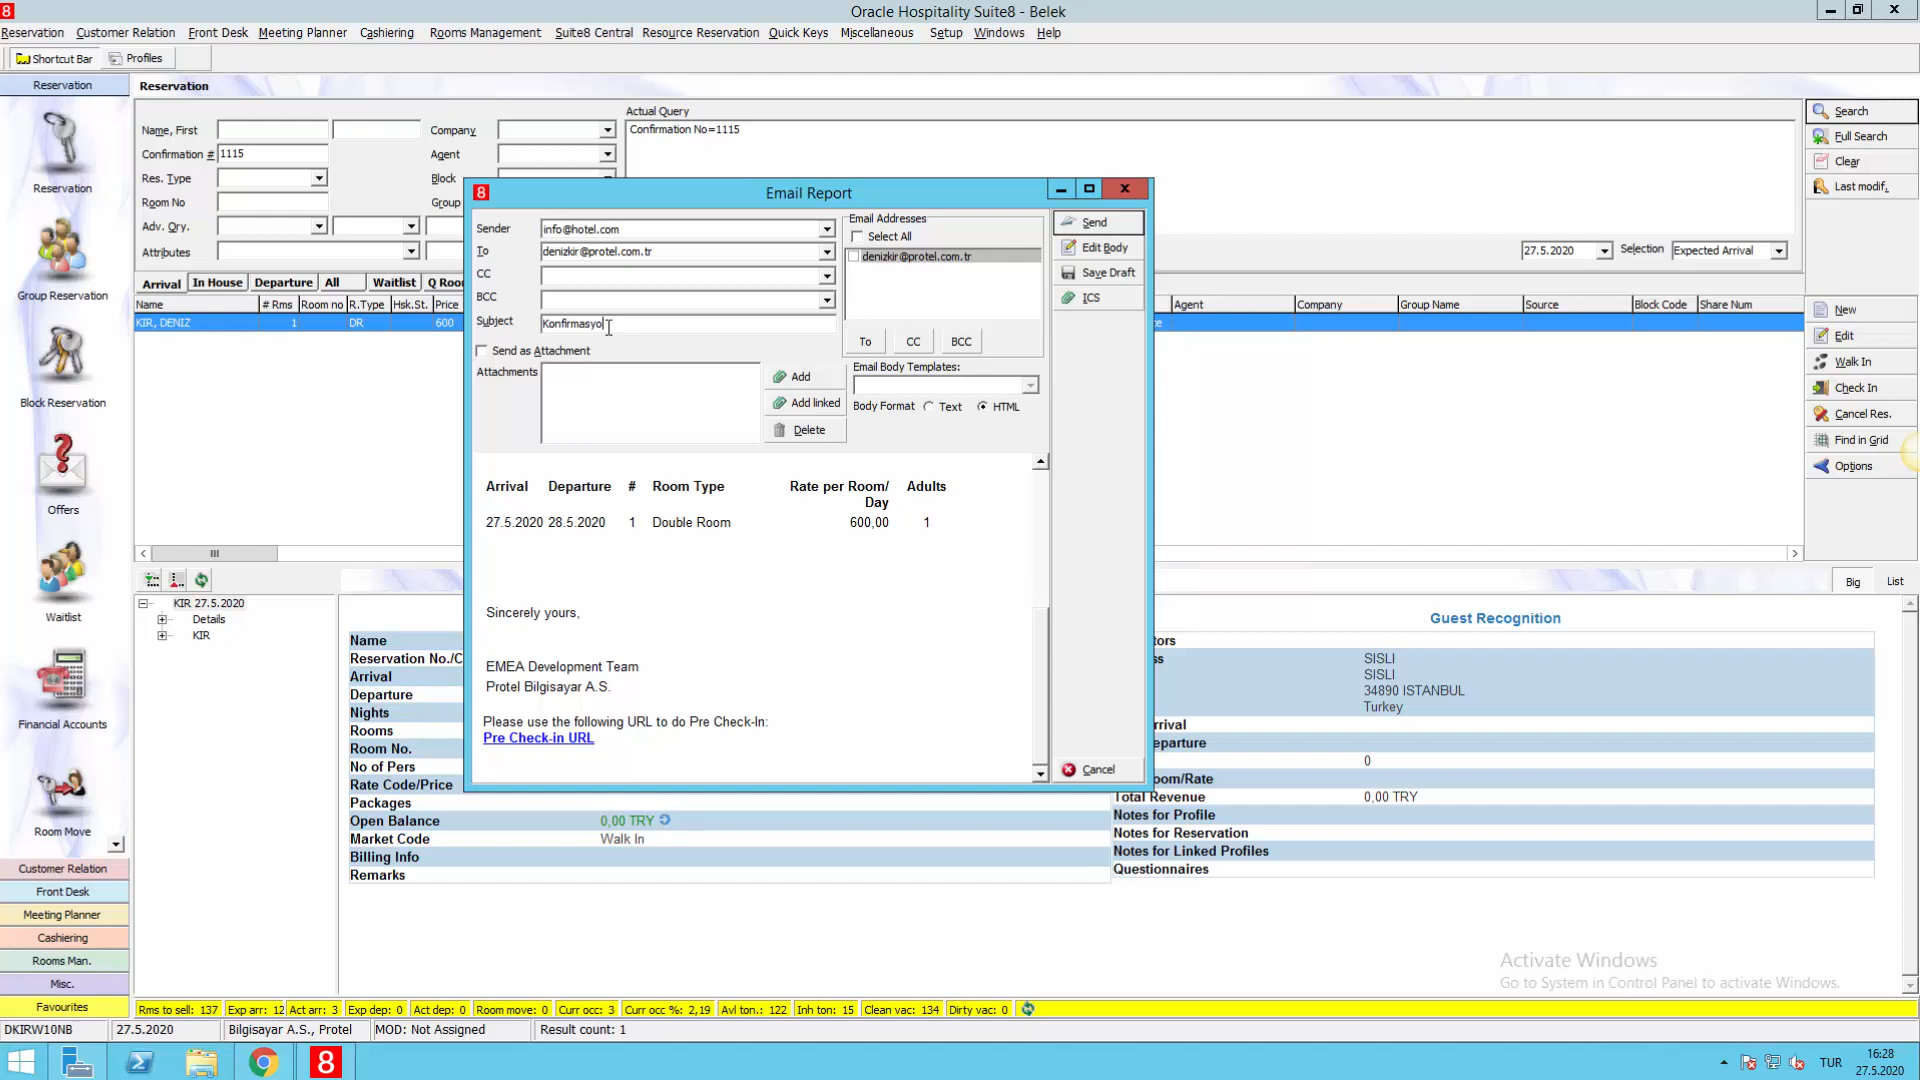 Oracle Hospitality Suite8 - Belek
Reservation Customer Relation Front Desk Meeting Planner Cashiering Rooms Management Suite8 Central Resource Reservation Quick Keys Miscellaneous Setup Windows Help
Shortcut Bar Profiles
Reservation
Reservation
Group Reservation
Block Reservation
Offers
Waitlist
Financial Accounts
Room Move
Customer Relation
Front Desk
Meeting Planner
Cashiering
Rooms Man.
Misc.
Favourites
Reservation
Name, First
Confirmation # 1115
Res. Type
Room No
Adv. Qry.
Attributes
Company
Agent
Block
Group
Actual Query
Confirmation No=1115
27.5.2020 Selection Expected Arrival
Search
Full Search
Clear
Last modif.
Arrival In House Departure All Waitlist Q Roo
Name # Rms Room no R.Type Hsk.St. Price
KIR, DENIZ 1 DR 600
Agent Company Group Name Source Block Code Share Num
New
Edit
Walk In
Check In
Cancel Res.
Find in Grid
Options
Email Report
Sender info@hotel.com
To denizkir@protel.com.tr
CC
BCC
Subject Konfirmasyo
Send as Attachment
Attachments
Add
Add linked
Delete
Email Addresses
Select All
denizkir@protel.com.tr
To CC BCC
Email Body Templates:
Body Format Text HTML
Send
Edit Body
Save Draft
ICS
Cancel
Arrival Departure # Room Type Rate per Room/ Adults
Day
27.5.2020 28.5.2020 1 Double Room 600,00 1
Sincerely yours,
EMEA Development Team
Protel Bilgisayar A.S.
Please use the following URL to do Pre Check-In:
Pre Check-in URL
KIR 27.5.2020
Details
KIR
Name
Reservation No./C
Arrival
Departure
Nights
Rooms
Room No.
No of Pers
Rate Code/Price
Packages
Open Balance 0,00 TRY
Market Code Walk In
Billing Info
Remarks
Big List
Guest Recognition
tors
ss SISLI
SISLI
34890 ISTANBUL
Turkey
rrival
eparture
0
oom/Rate
Total Revenue 0,00 TRY
Notes for Profile
Notes for Reservation
Notes for Linked Profiles
Questionnaires
Activate Windows
Go to System in Control Panel to activate Windows.
Rms to sell: 137 Exp arr: 12 Act arr: 3 Exp dep: 0 Act dep: 0 Room move: 0 Curr occ: 3 Curr occ %: 2,19 Avl ton.: 122 Inh ton: 15 Clean vac: 134 Dirty vac: 0
DKIRW10NB 27.5.2020 Bilgisayar A.S., Protel MOD: Not Assigned Result count: 1
TUR
16:28
27.5.2020